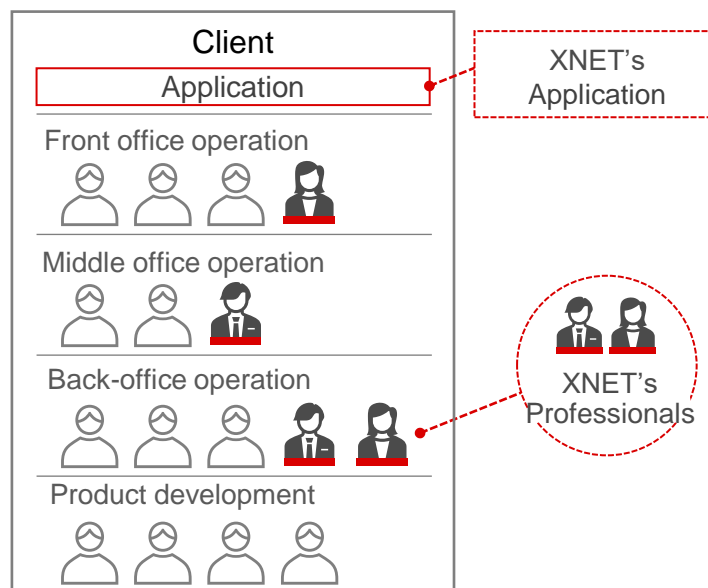 Client
Application
XNET’s
Application
Front office operation
Middle office operation
Back-office operation
XNET’s
Professionals
Product development